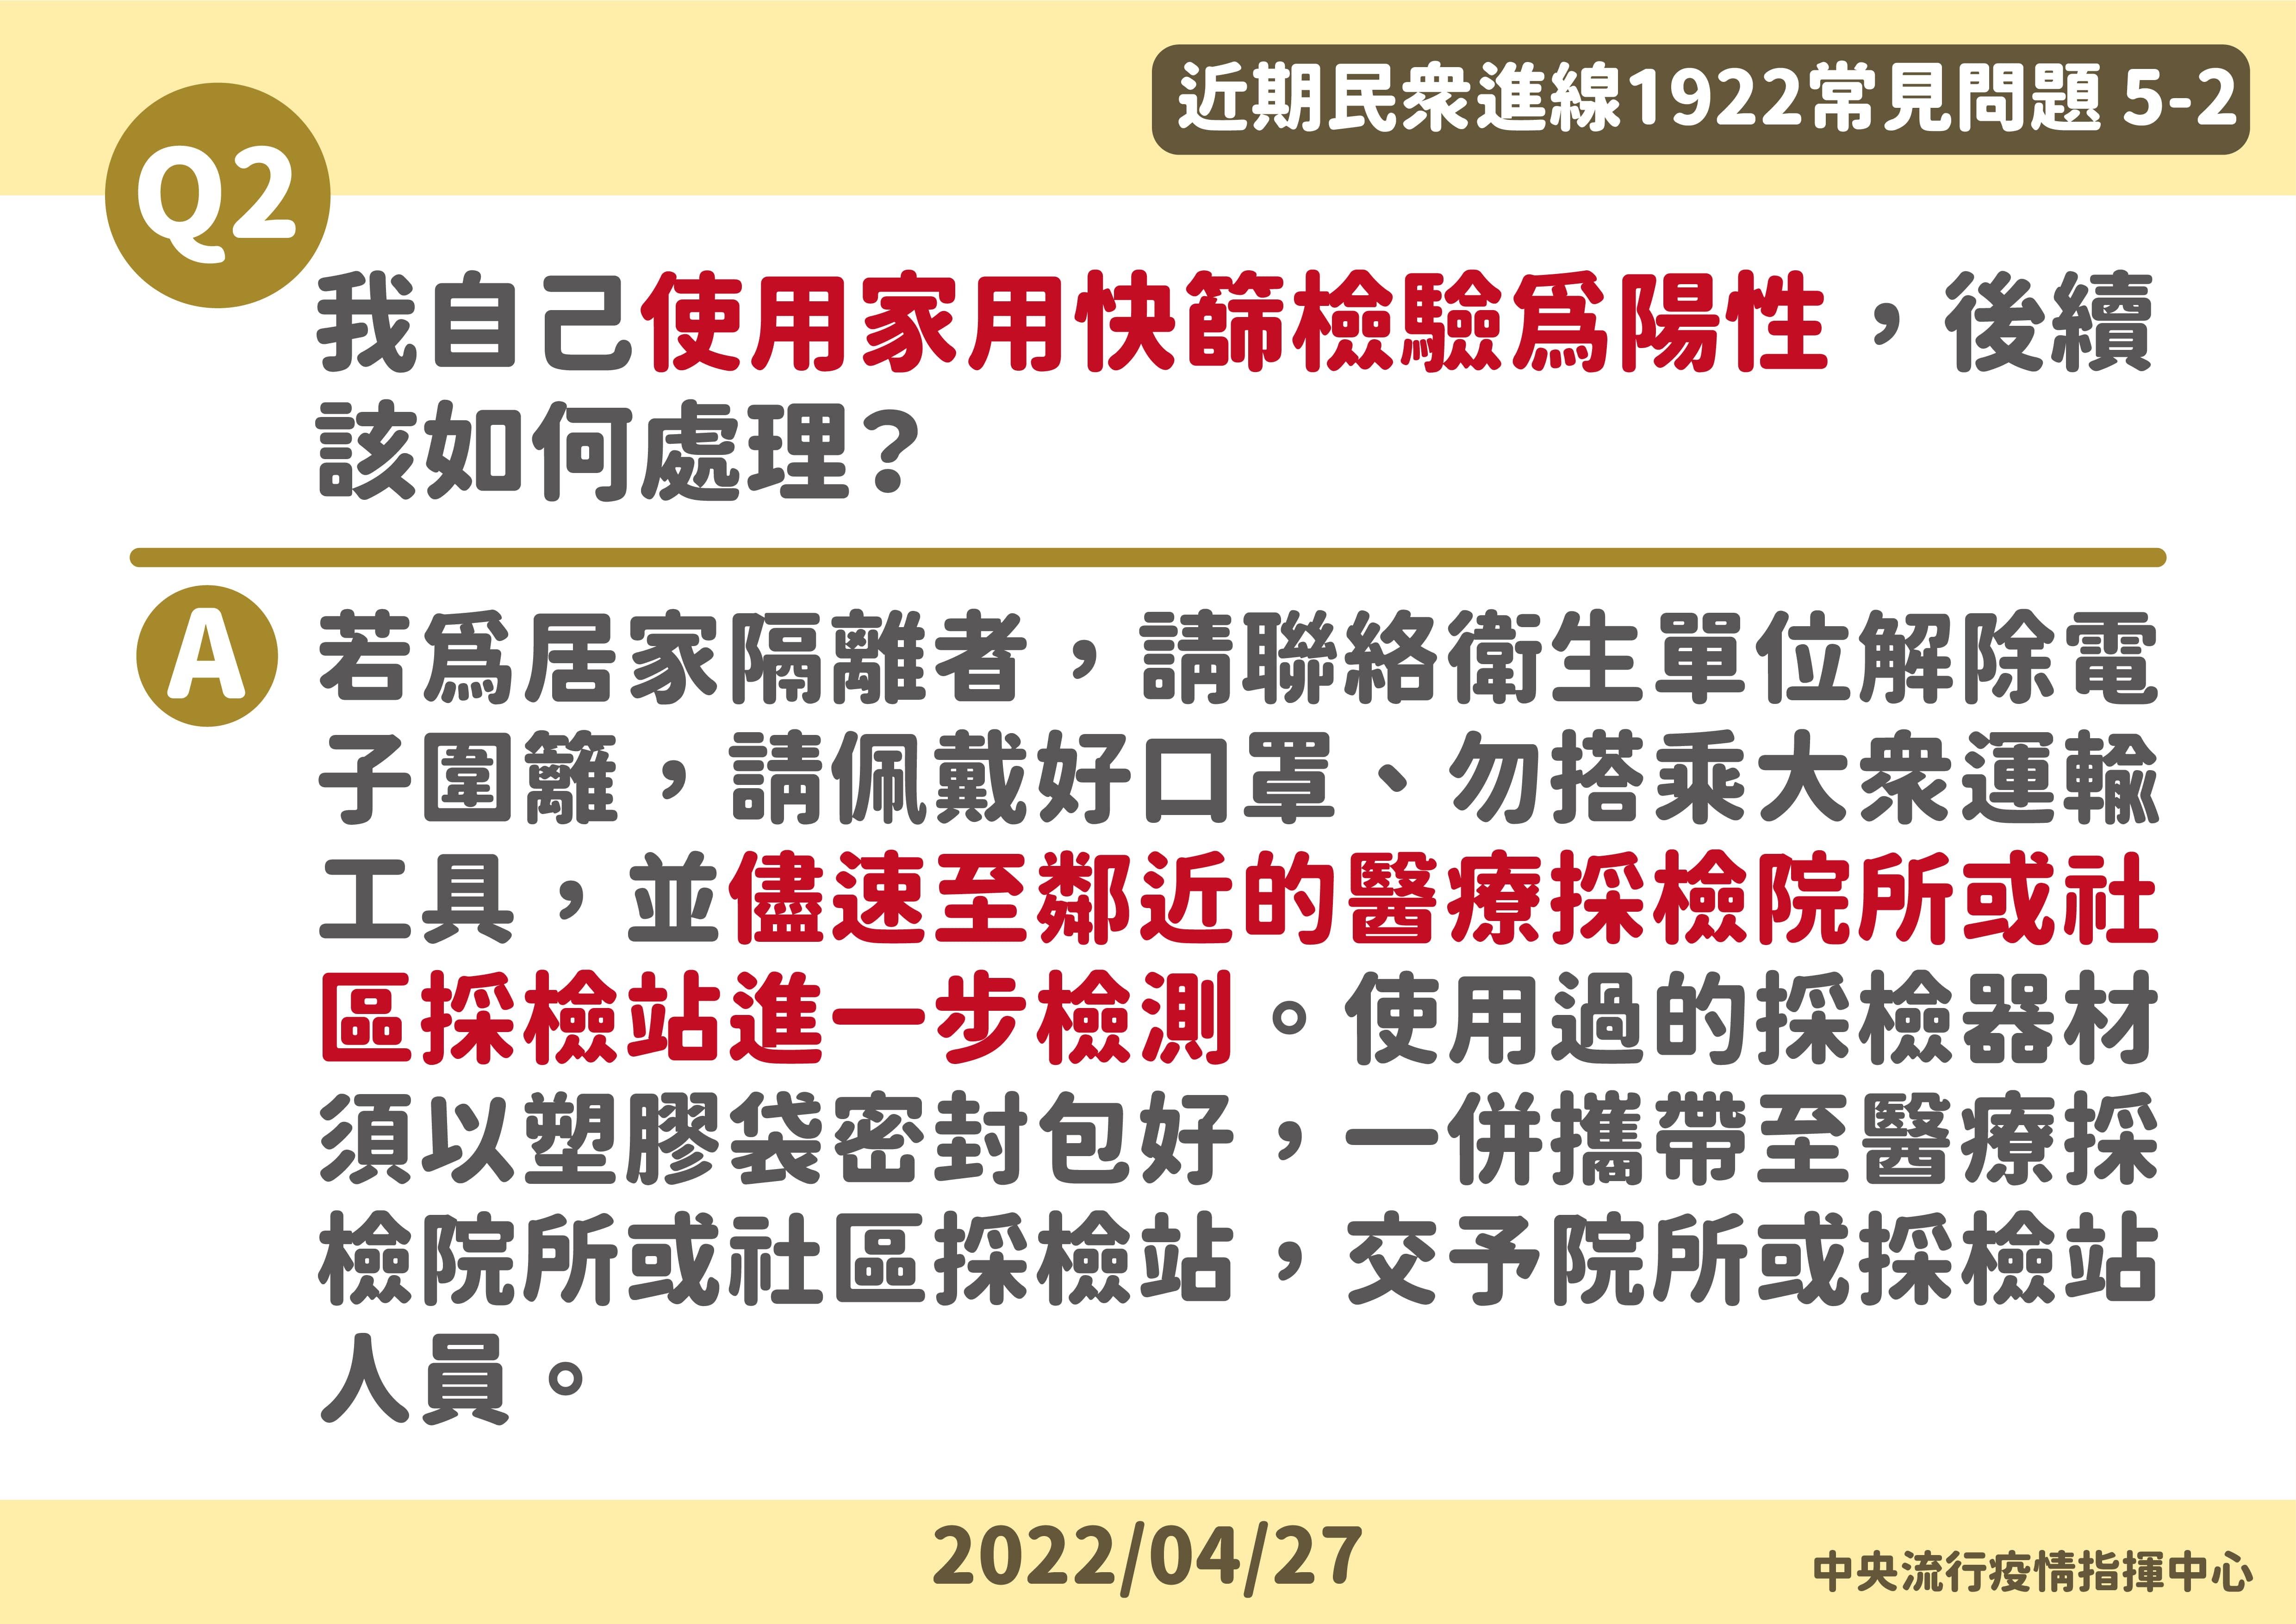 近期民眾進線1922常見問題 5-2
Q2
我自己使用家用快篩檢驗為陽性，後續
該如何處理？
A
若為居家隔離者，請聯絡衛生單位解除電
子圍籬，請佩戴好口罩、勿搭乘大眾運輸
工具，並儘速至鄰近的醫療採檢院所或社
區採檢站進一步檢測。使用過的採檢器材
須以塑膠袋密封包好，一併攜帶至醫療採
檢院所或社區採檢站，交予院所或採檢站
人員。
2022/04/27
中央流行疫情指揮中心